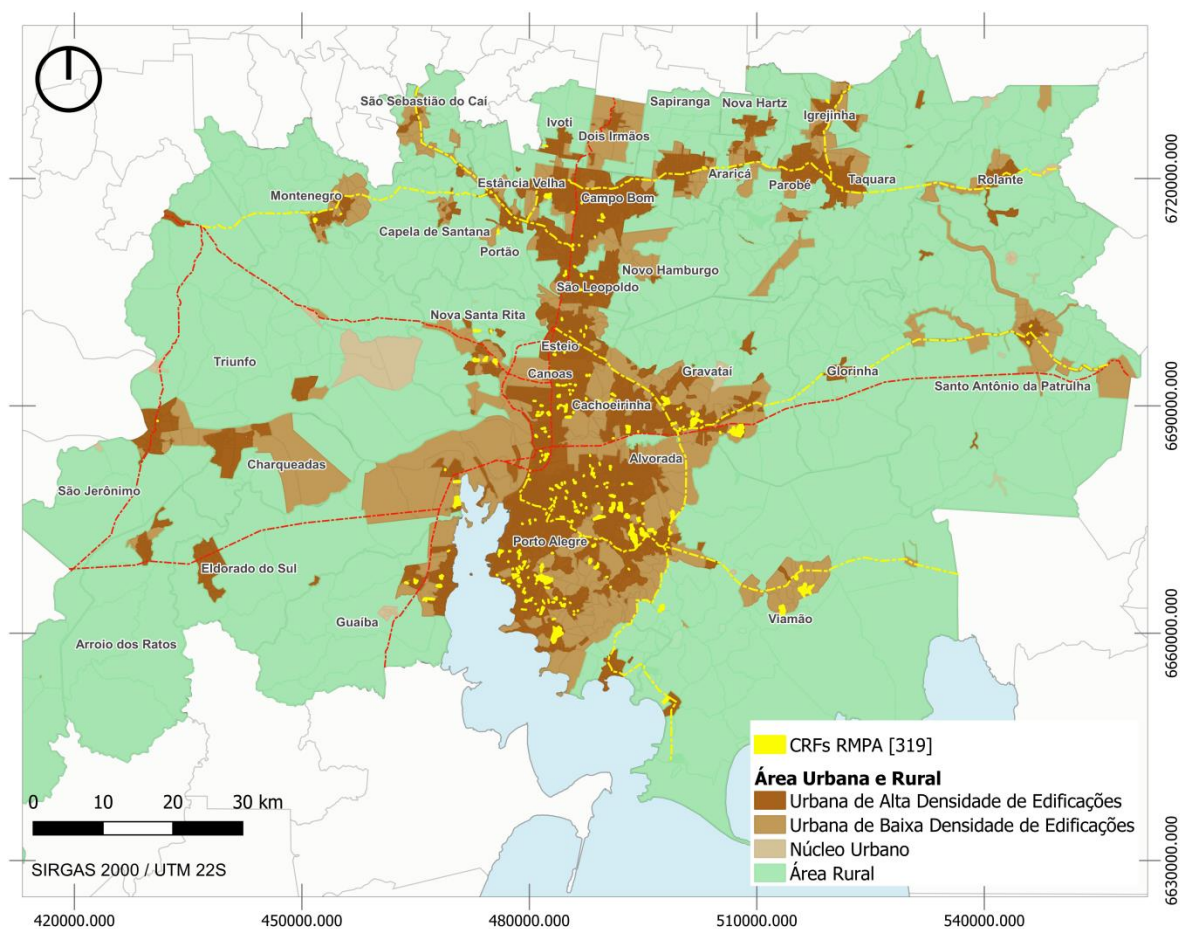 São Sebastião do Caí
Sapiranga
Nova Hartz
Igrejinha
Ivoti
Dois Irmãos
Estância Velha
Araricá
Parobé
Taquara
Rolante
Montenegro
Campo Bom
Capela de Santana
Portão
Novo Hamburgo
São Leopoldo
Nova Santa Rita
Esteio
Triunfo
Canoas
Gravataí
Glorinha
Santo Antônio da Patrulha
Cachoeirinha
Alvorada
Charqueadas
São Jerônimo
Porto Alegre
Eldorado do Sul
Viamão
Guaíba
Arroio dos Ratos
6720000.000
6690000.000
6660000.000
6630000.000
CRFs RMPA [319]
Área Urbana e Rural
Urbana de Alta Densidade de Edificações
Urbana de Baixa Densidade de Edificações
Núcleo Urbano
Área Rural
0 10 20 30 km
SIRGAS 2000 / UTM 22S
420000.000 450000.000 480000.000 510000.000 540000.000